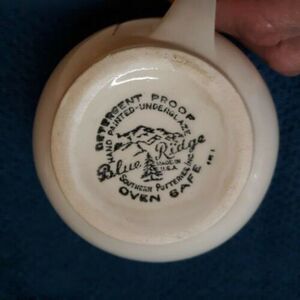 DETERGENT PROOF
HAND PAINTED-UNDERGLAZE
Blue Ridge
MADE IN
U.S.A.
SOUTHERN POTTERIES, INC.
OVEN SAFE